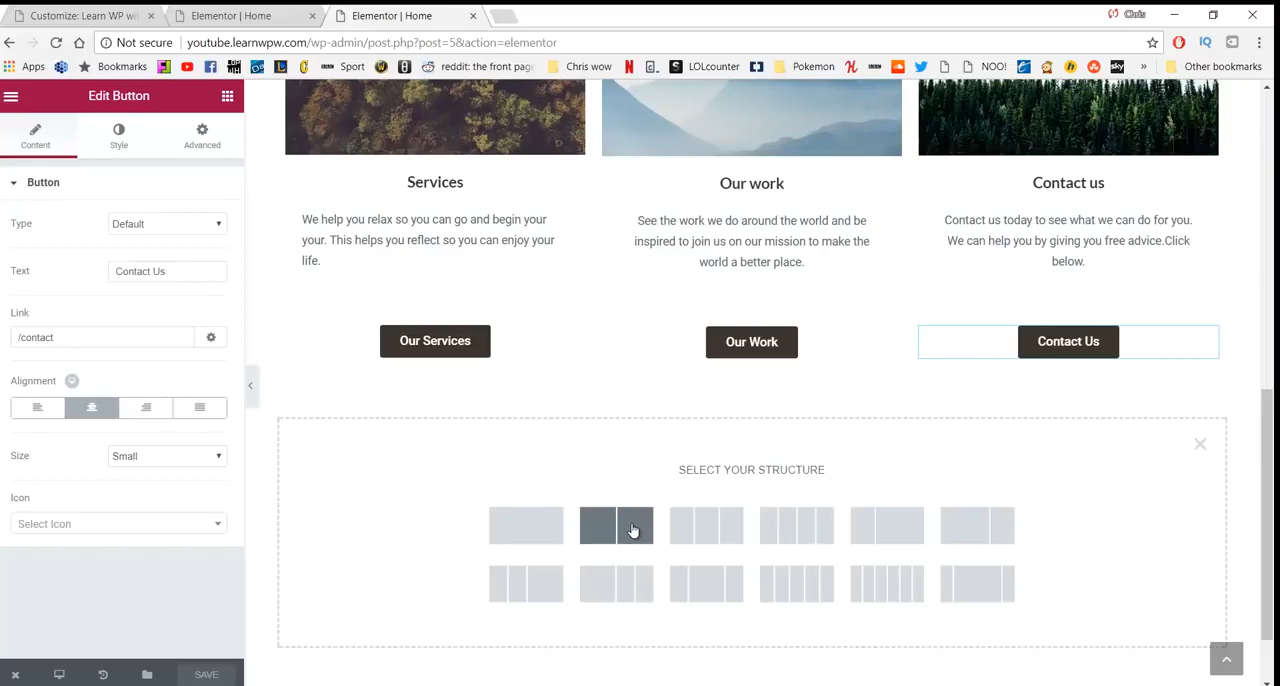 Customize: Learn WP wi
Elementor | Home
Elementor | Home
Chris
Not secure
youtube.learnwpw.com/wp-admin/post.php?post=5&action=elementor
Apps
Bookmarks
Sport
reddit: the front pag
Chris wow
LOLcounter
Pokemon
NOO!
sky
»
Other bookmarks
Edit Button
Content
Style
Advanced
Button
Type
Default
Text
Contact Us
Link
/contact
Alignment
Size
Small
Icon
Select Icon
SAVE
Services
We help you relax so you can go and begin your
your. This helps you reflect so you can enjoy your
life.
Our Services
Our work
See the work we do around the world and be
inspired to join us on our mission to make the
world a better place.
Our Work
Contact us
Contact us today to see what we can do for you.
We can help you by giving you free advice.Click
below.
Contact Us
SELECT YOUR STRUCTURE